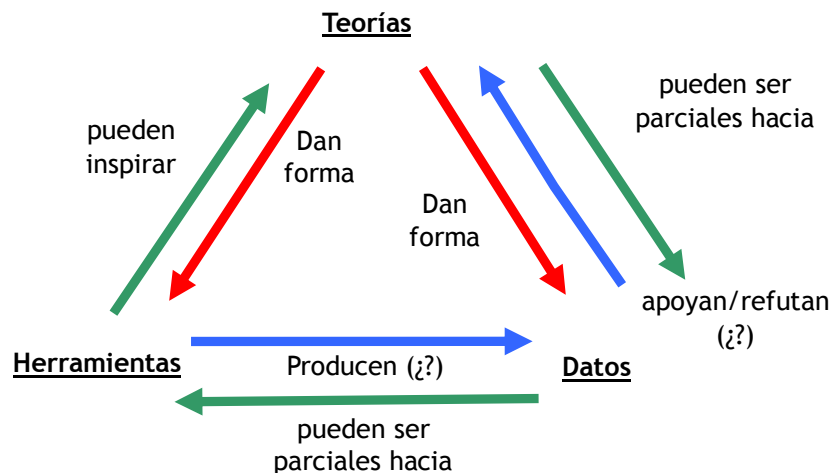 Teorías
pueden ser
parciales hacia
pueden
inspirar
Dan
forma
Dan
forma
apoyan/refutan
(¿?)
Herramientas
Producen (¿?)
Datos
pueden ser
parciales hacia